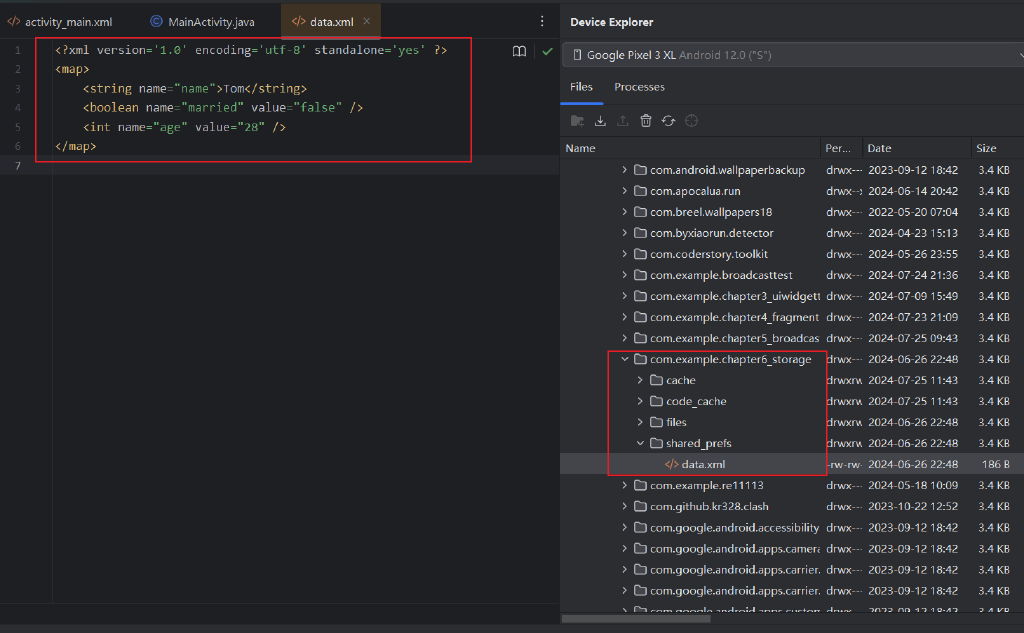 activity_main.xml MainActivity.java data.xml
1 <?xml version='1.0' encoding='utf-8' standalone='yes' ?>
2 <map>
3 <string name="name">Tom</string>
4 <boolean name="married" value="false" />
5 <int name="age" value="28" />
6 </map>
7
Device Explorer
Google Pixel 3 XL Android 12.0 ("S")
Files Processes
Name Per... Date Size
com.android.wallpaperbackup drwx--- 2023-09-12 18:42 3.4 KB
com.apocalua.run drwx--x 2024-06-14 20:42 3.4 KB
com.breel.wallpapers18 drwx--- 2022-05-20 07:04 3.4 KB
com.byxiaorun.detector drwx--- 2024-04-23 15:13 3.4 KB
com.coderstory.toolkit drwx--- 2024-05-26 23:55 3.4 KB
com.example.broadcasttest drwx--- 2024-07-24 21:36 3.4 KB
com.example.chapter3_uiwidgett drwx--- 2024-07-09 15:49 3.4 KB
com.example.chapter4_fragment drwx--- 2024-07-23 21:09 3.4 KB
com.example.chapter5_broadcas drwx--- 2024-07-25 09:43 3.4 KB
com.example.chapter6_storage drwx--- 2024-06-26 22:48 3.4 KB
cache drwxrw 2024-07-25 11:43 3.4 KB
code_cache drwxrw 2024-07-25 11:43 3.4 KB
files drwxrw 2024-06-26 22:48 3.4 KB
shared_prefs drwxrw 2024-06-26 22:48 3.4 KB
data.xml -rw-rw- 2024-06-26 22:48 186 B
com.example.re11113 drwx--- 2024-05-18 10:09 3.4 KB
com.github.kr328.clash drwx--- 2023-10-22 12:52 3.4 KB
com.google.android.accessibility drwx--- 2023-09-12 18:42 3.4 KB
com.google.android.apps.camera drwx--- 2023-09-12 18:42 3.4 KB
com.google.android.apps.carrier. drwx--- 2023-09-12 18:42 3.4 KB
com.google.android.apps.carrier. drwx--- 2023-09-12 18:42 3.4 KB
com.google.android.apps.custom drwx--- 2023-09-12 18:42 3.4 KB